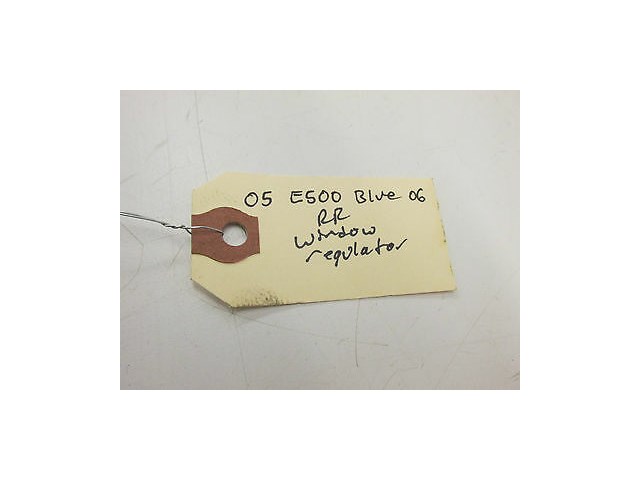 05 E500 Blue 06
RR
window
regulator